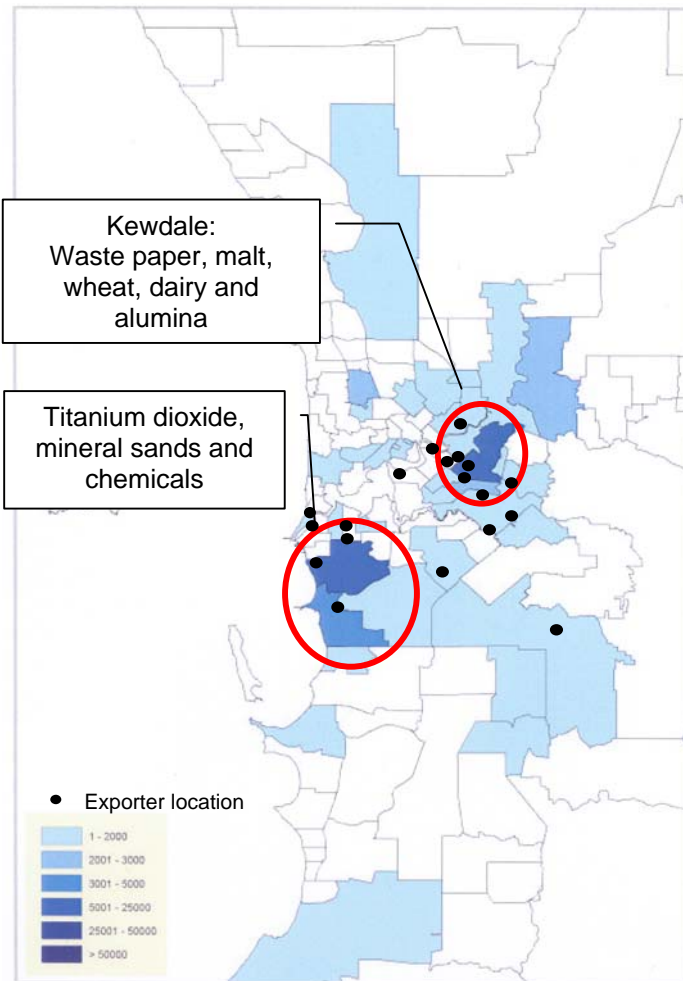 Kewdale:
Waste paper, malt,
wheat, dairy and
alumina
Titanium dioxide,
mineral sands and
chemicals
Exporter location
1 - 2000
2001 - 3000
3001 - 5000
5001 - 25000
25001 - 50000
> 50000